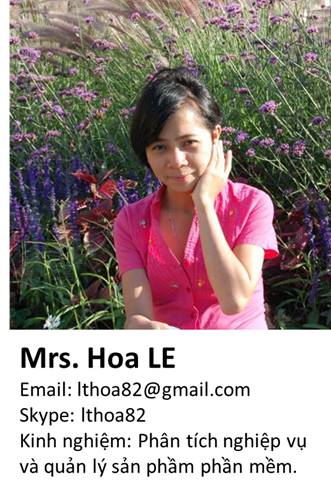 Mrs. Hoa LE
Email: lthoa82@gmail.com
Skype: lthoa82
Kinh nghiệm: Phân tích nghiệp vụ
và quản lý sản phầm phần mềm.